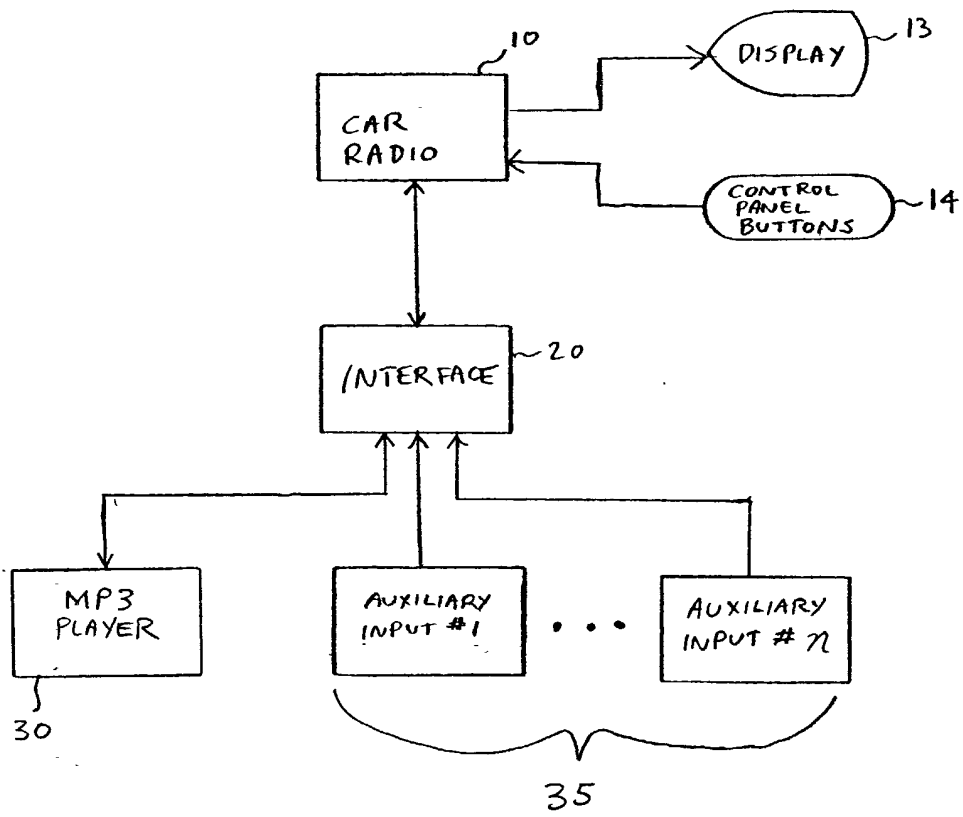 10
CAR
RADIO
DISPLAY
13
CONTROL
PANEL
BUTTONS
14
INTERFACE
20
MP3
PLAYER
30
AUXILIARY
INPUT #1
• • •
AUXILIARY
INPUT # n
35